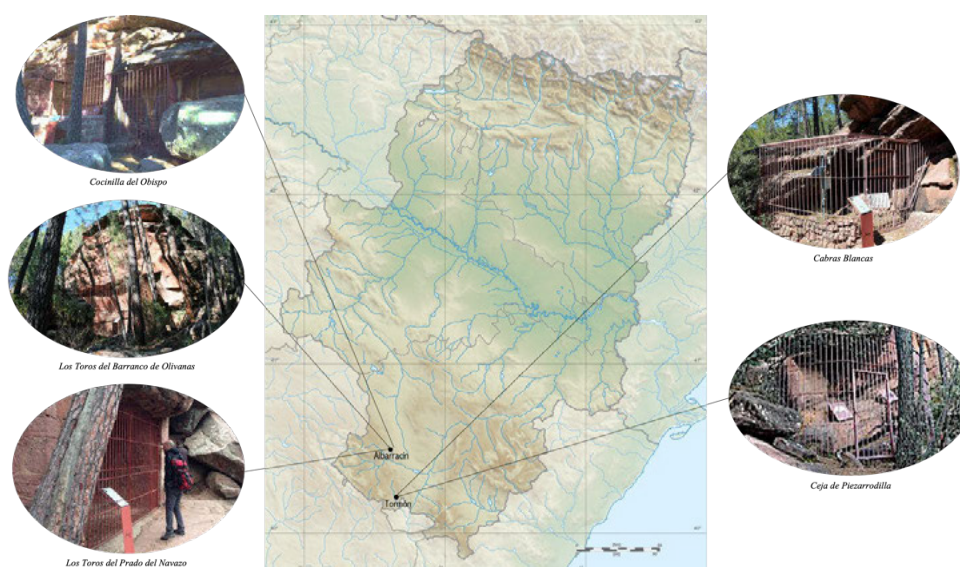 Cocinilla del Obispo
Los Toros del Barranco de Olivanas
Los Toros del Prado del Navazo
Albarracín
Tormón
Cabras Blancas
Ceja de Piezarrodilla